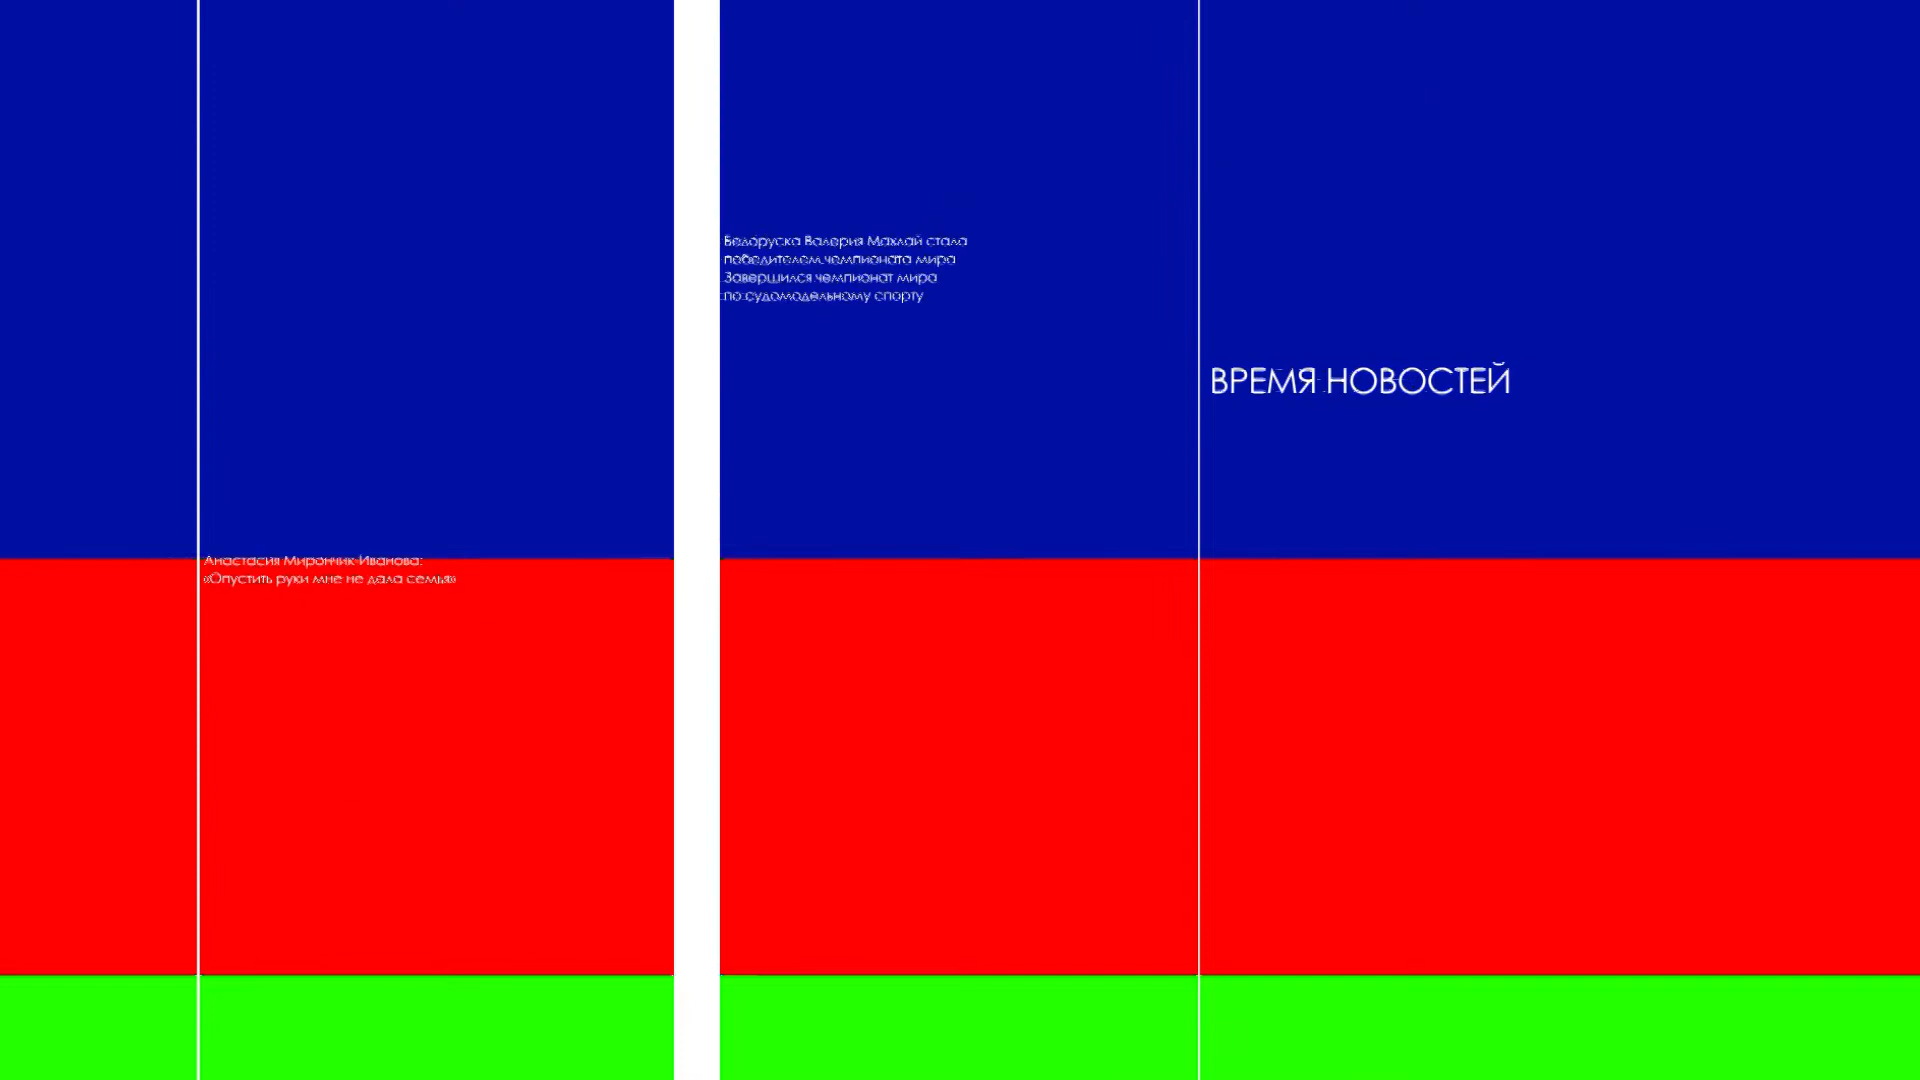 Белоруска Валерия Махлай стала
победителем чемпионата мира
Завершился чемпионат мира
по судомодельному спорту
ВРЕМЯ НОВОСТЕЙ
Анастасия Мирончик-Иванова:
«Опустить руки мне не дала семья»